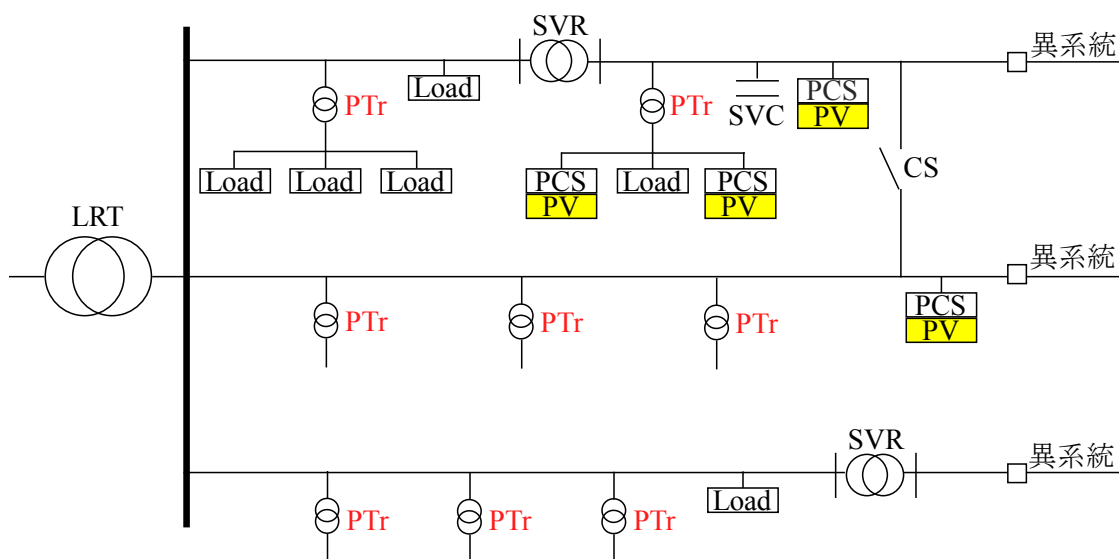 SVR
異系統
Load
PTr
PTr
SVC
PCS
PV
Load
Load
Load
PCS
PV
Load
PCS
PV
CS
LRT
異系統
PTr
PTr
PTr
PCS
PV
SVR
異系統
Load
PTr
PTr
PTr